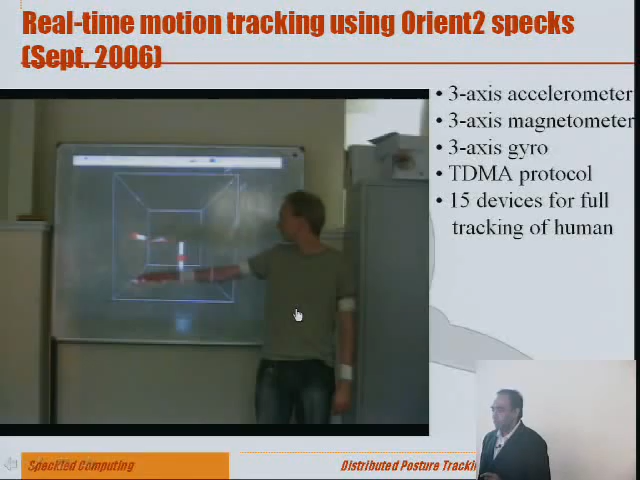 Real-time motion tracking using Orient2 specks
(Sept. 2006)
• 3-axis accelerometer
• 3-axis magnetometer
• 3-axis gyro
• TDMA protocol
• 15 devices for full
tracking of human
Speckled Computing
Distributed Posture